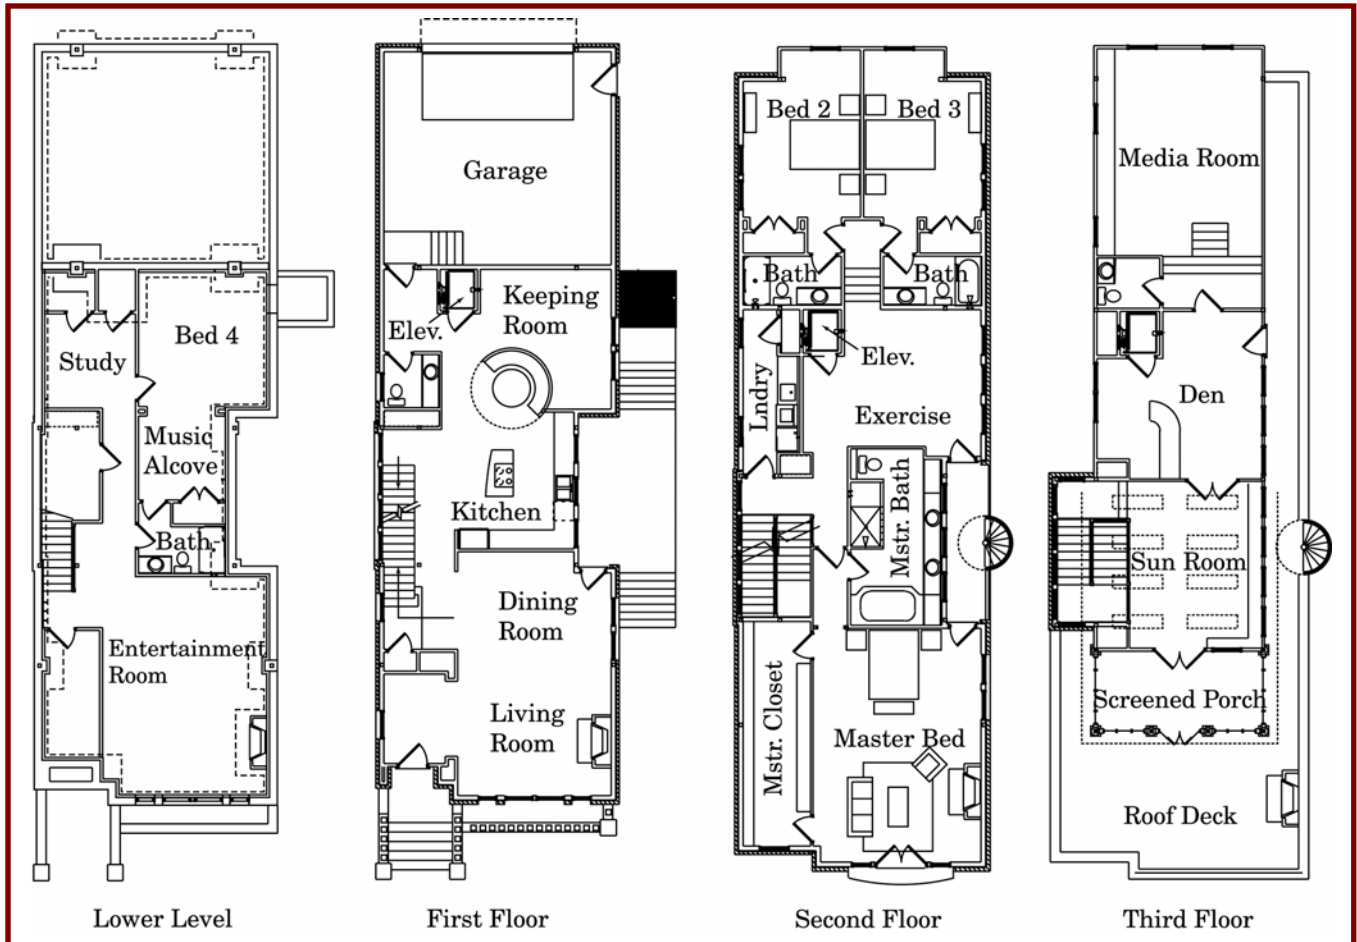 Study
Bed 4
Music
Alcove
Bath
Entertainment
Room
Lower Level
Garage
Keeping
Room
Elev.
Kitchen
Dining
Room
Living
Room
First Floor
Bed 2
Bed 3
Bath
Bath
Elev.
Lndry
Exercise
Mstr. Bath
Mstr. Closet
Master Bed
Second Floor
Media Room
Den
Sun Room
Screened Porch
Roof Deck
Third Floor